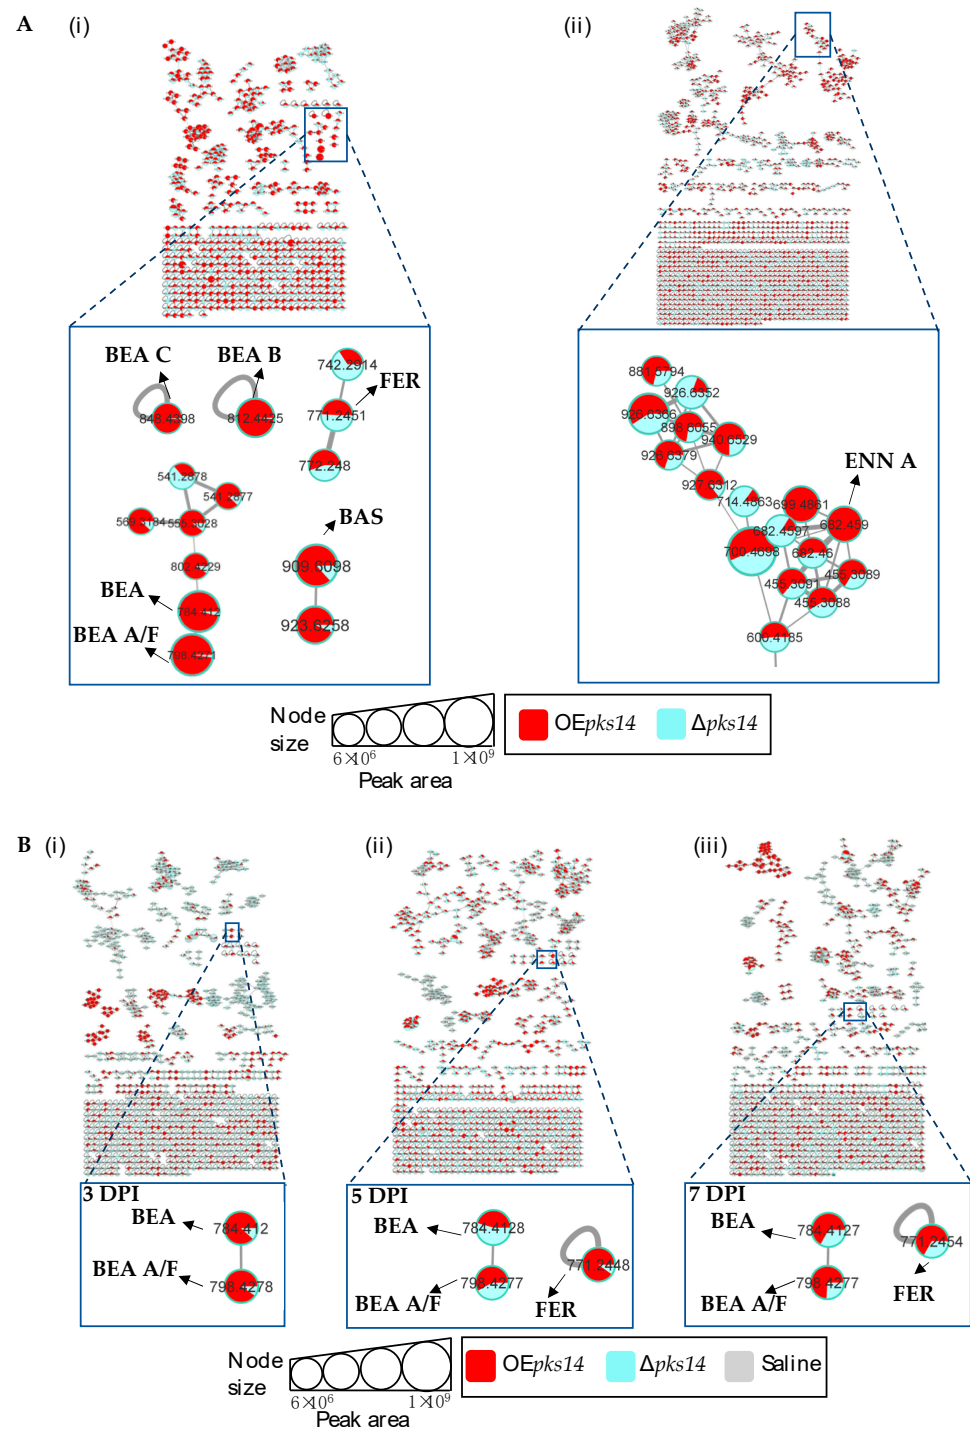 A (i) (ii)
BEA C
BEA B
742.2914
FER
848.4398
812.4425
771.2451
772.248
541.2878
541.2877
569.3184
555.3028
BAS
802.4229
909.6098
BEA
784.412
923.6258
BEA A/F
798.4271
881.5794
926.6352
926.6366
898.6055
940.6529
926.6379
927.6312
ENN A
714.4863
699.4861
682.4597
682.459
700.4698
682.46
455.3091
455.3089
455.3088
600.4185
Node size
6×10⁶ 1×10⁹
Peak area
OEpks14 Δpks14
B (i) (ii) (iii)
3 DPI
BEA
784.412
BEA A/F
798.4278
5 DPI
BEA
784.4128
771.2448
798.4277
BEA A/F
FER
7 DPI
BEA
784.4127
771.2454
798.4277
BEA A/F
FER
Node size
6×10⁶ 1×10⁹
Peak area
OEpks14 Δpks14 Saline